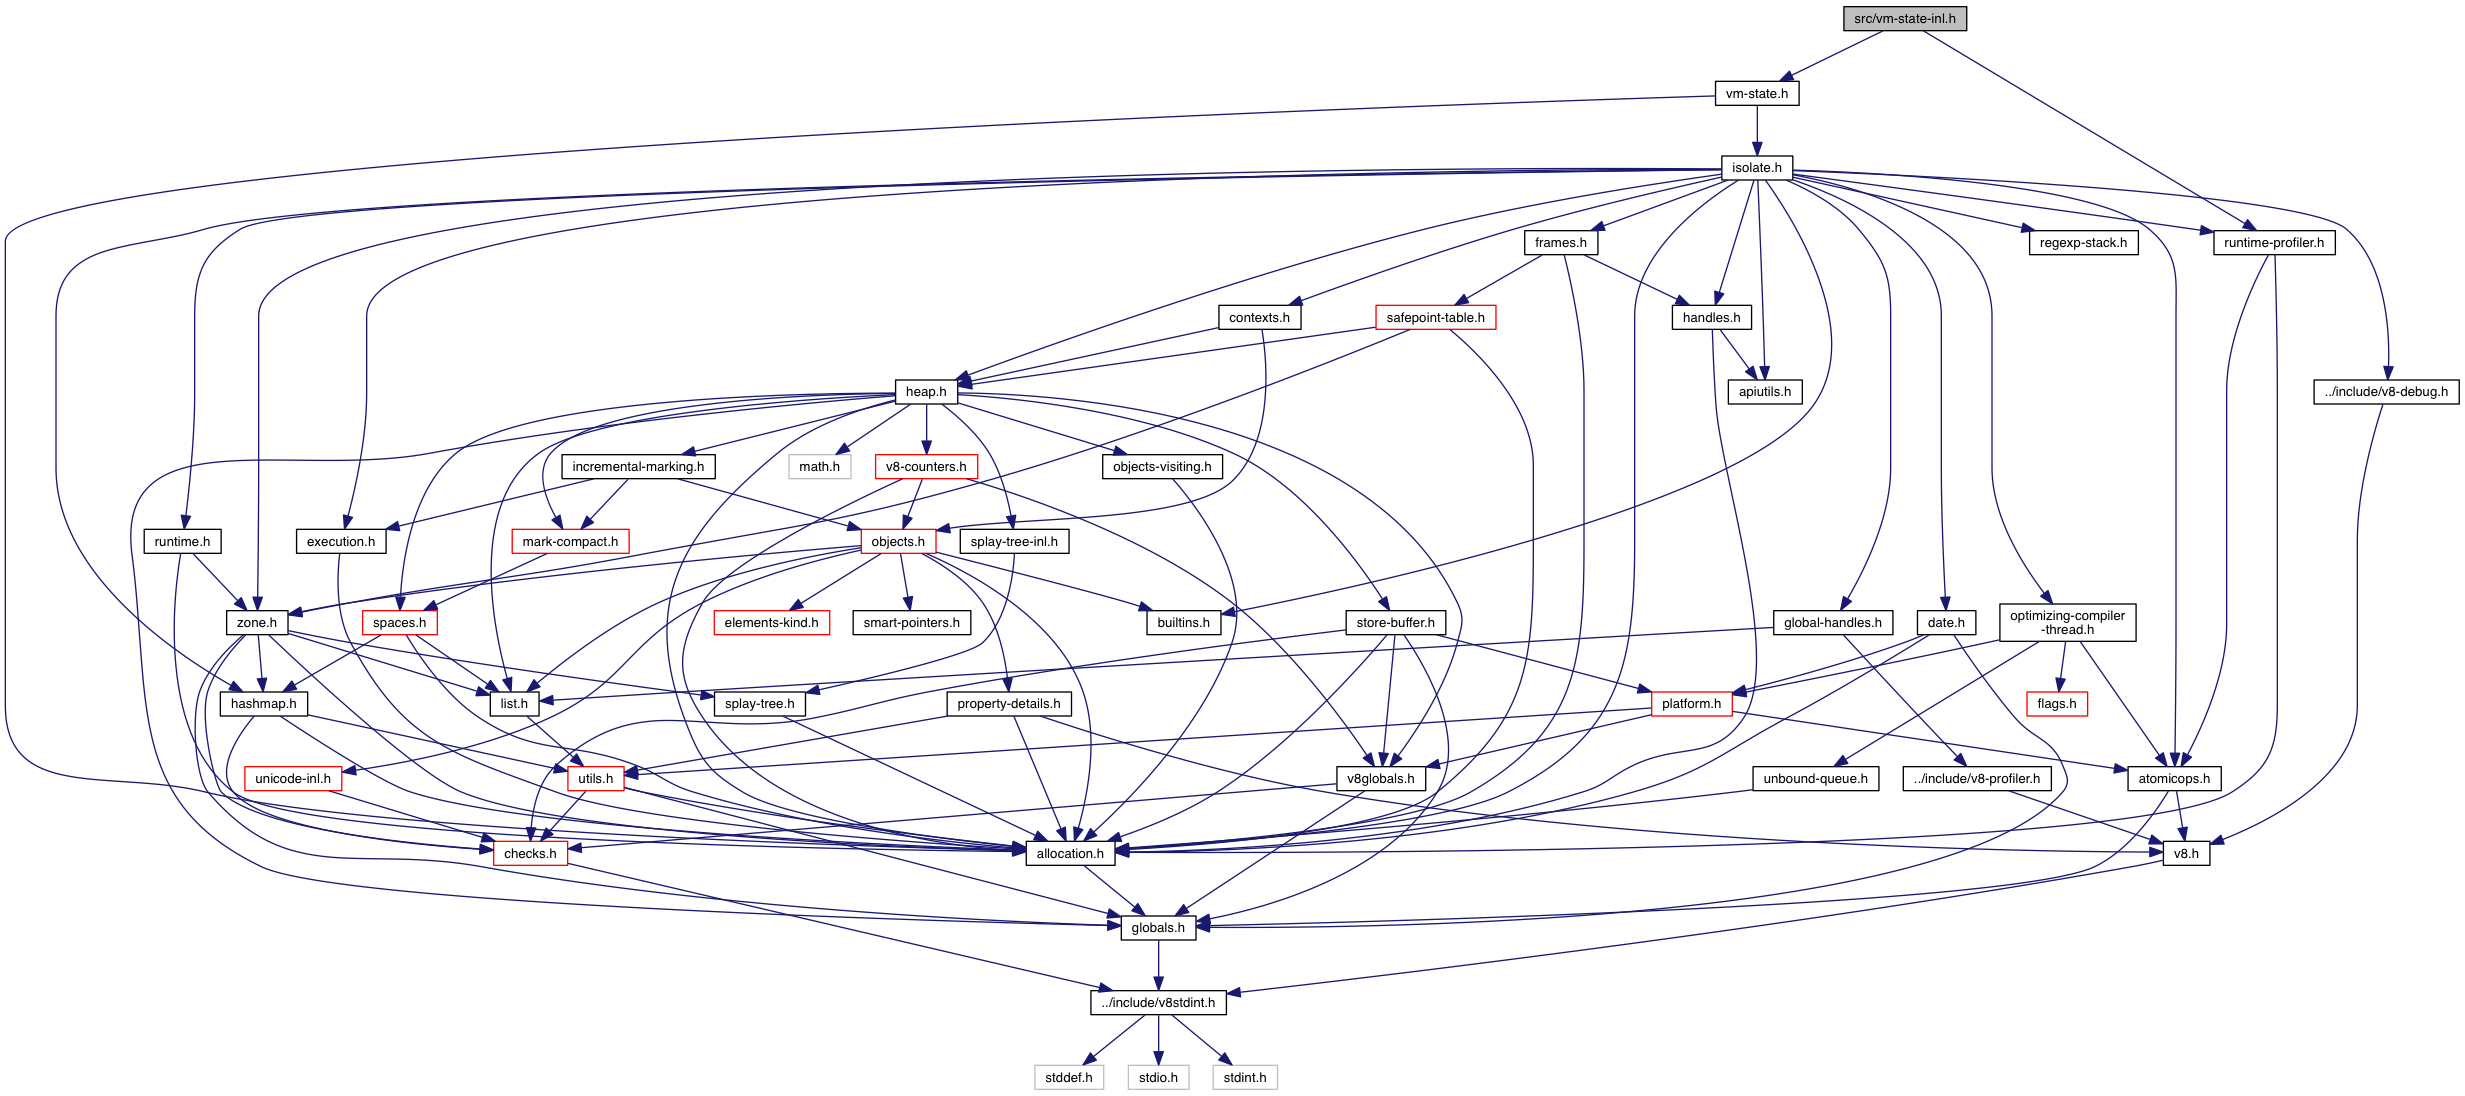 src/vm-state-inl.h
vm-state.h
isolate.h
frames.h
regexp-stack.h
runtime-profiler.h
contexts.h
safepoint-table.h
handles.h
heap.h
apiutils.h
../include/v8-debug.h
incremental-marking.h
math.h
v8-counters.h
objects-visiting.h
runtime.h
execution.h
mark-compact.h
objects.h
splay-tree-inl.h
zone.h
spaces.h
elements-kind.h
smart-pointers.h
builtins.h
store-buffer.h
global-handles.h
date.h
optimizing-compiler
-thread.h
hashmap.h
list.h
splay-tree.h
property-details.h
platform.h
flags.h
unicode-inl.h
utils.h
v8globals.h
unbound-queue.h
../include/v8-profiler.h
atomicops.h
checks.h
allocation.h
v8.h
globals.h
../include/v8stdint.h
stddef.h
stdio.h
stdint.h